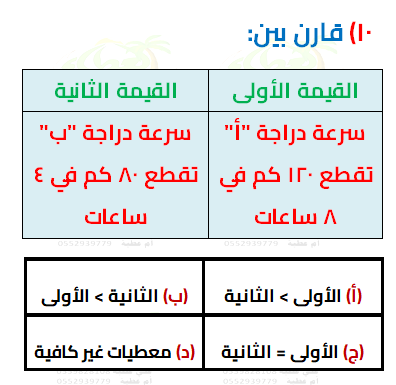 ١٠) قارن بين:
القيمة الأولى
القيمة الثانية
سرعة دراجة "أ"
تقطع ١٢٠ كم في
٨ ساعات
سرعة دراجة "ب"
تقطع ٨٠ كم في ٤
ساعات
(أ) الأولى > الثانية
(ب) الثانية > الأولى
(ج) الأولى = الثانية
(د) معطيات غير كافية